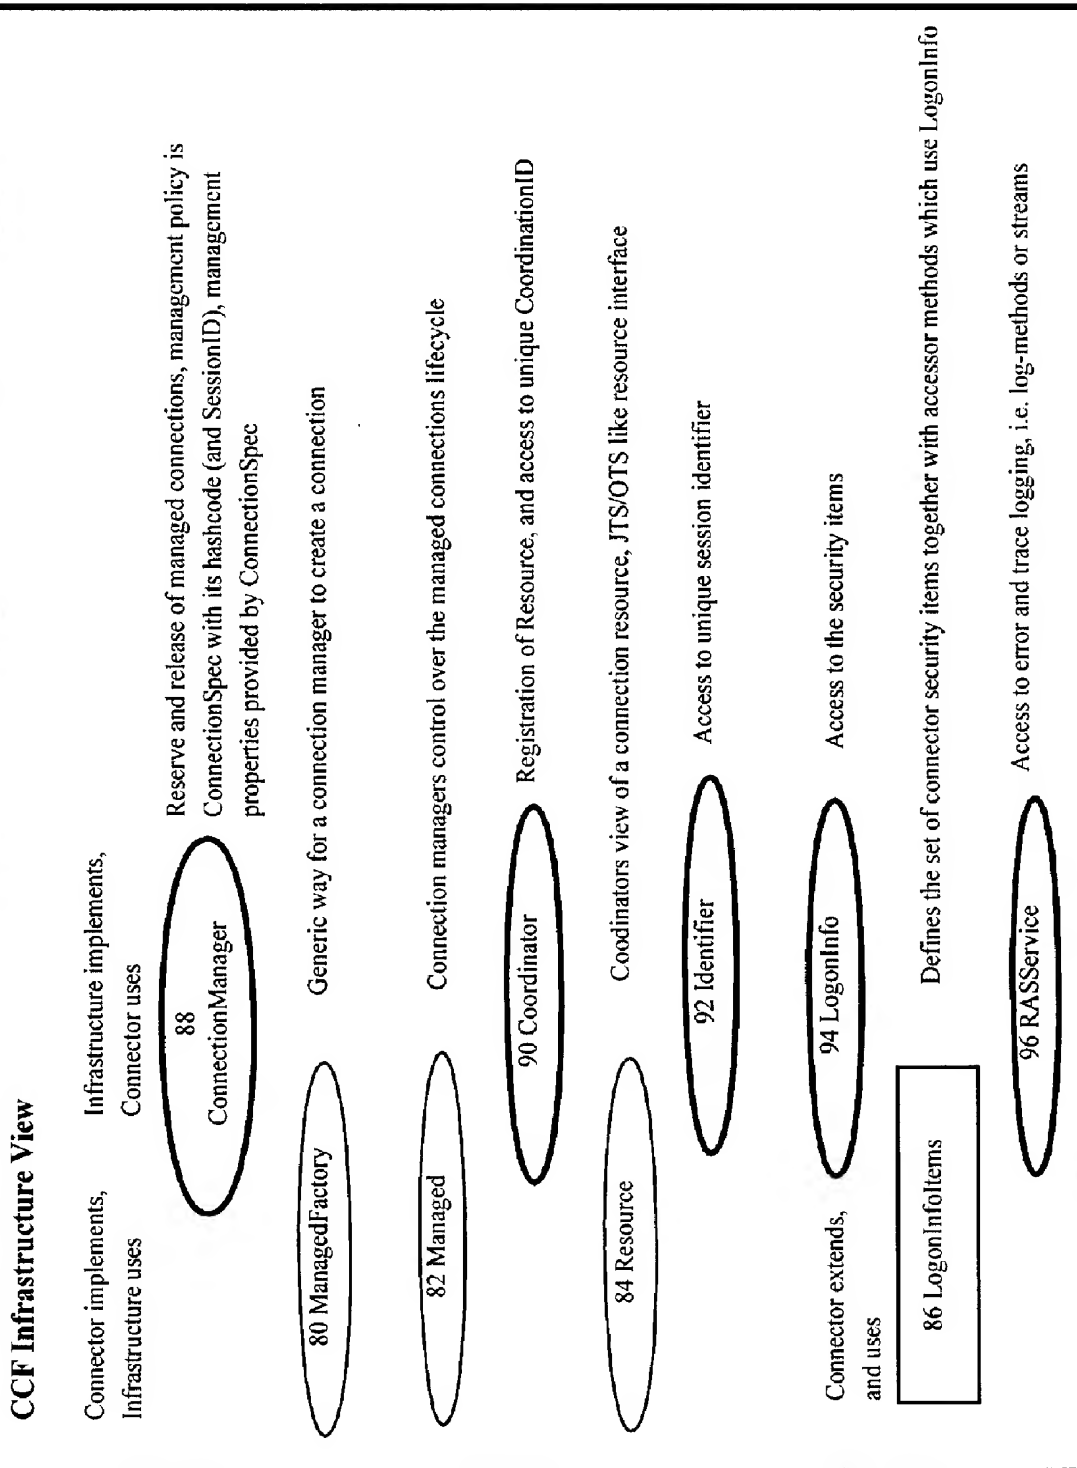 CCF Infrastructure View
Connector implements,
Infrastructure uses
Infrastructure implements,
Connector uses
88
ConnectionManager
Reserve and release of managed connections, management policy is
ConnectionSpec with its hashcode (and SessionID), management
properties provided by ConnectionSpec
80 ManagedFactory
Generic way for a connection manager to create a connection
82 Managed
Connection managers control over the managed connections lifecycle
90 Coordinator
Registration of Resource, and access to unique CoordinationID
84 Resource
Coodinators view of a connection resource, JTS/OTS like resource interface
92 Identifier
Access to unique session identifier
Connector extends,
and uses
94 LogonInfo
Access to the security items
86 LogonInfoItems
Defines the set of connector security items together with accessor methods which use LogonInfo
96 RASService
Access to error and trace logging, i.e. log-methods or streams